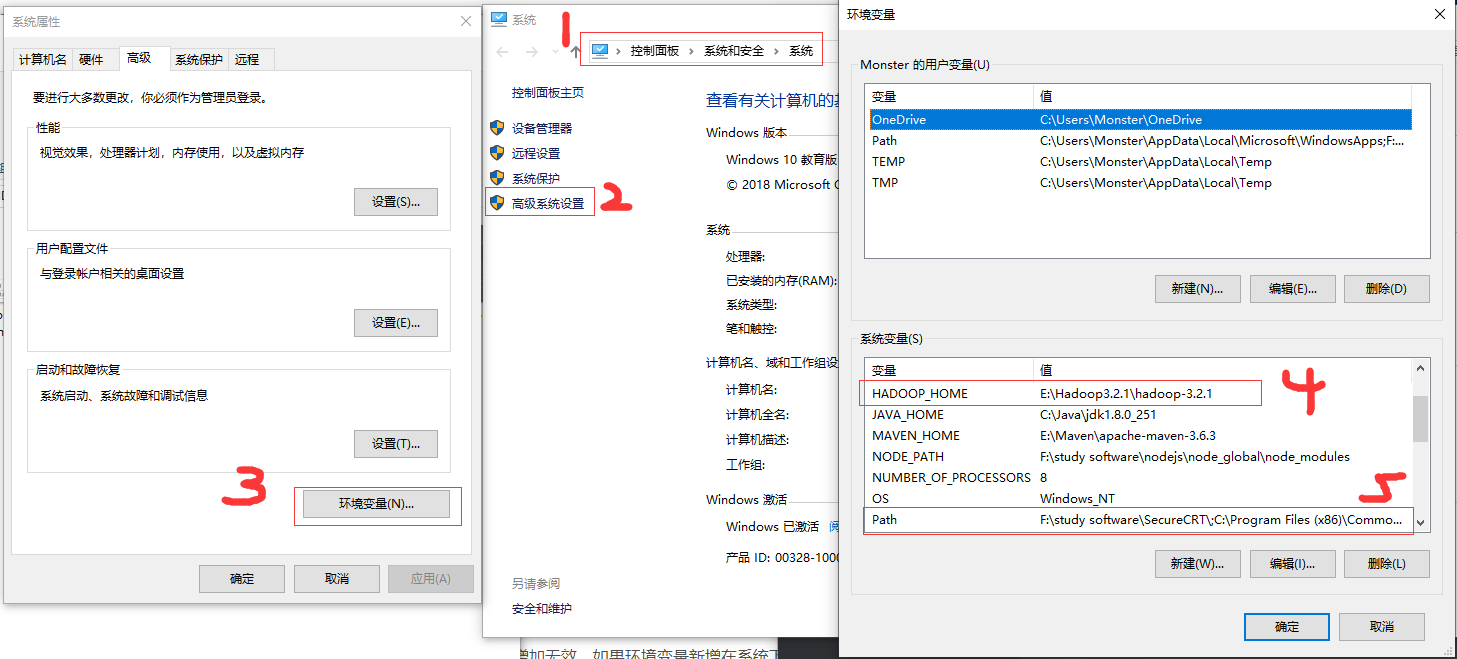 系统属性
计算机名
硬件
高级
系统保护
远程
要进行大多数更改，你必须作为管理员登录。
性能
视觉效果，处理器计划，内存使用，以及虚拟内存
设置(S)...
用户配置文件
与登录帐户相关的桌面设置
设置(E)...
启动和故障恢复
系统启动、系统故障和调试信息
设置(T)...
3
环境变量(N)...
确定
取消
应用(A)
系统
1
控制面板 › 系统和安全 › 系统
控制面板主页
设备管理器
远程设置
系统保护
高级系统设置
2
另请参阅
安全和维护
查看有关计算机的基
Windows 版本
Windows 10 教育版
© 2018 Microsoft C
系统
处理器:
已安装的内存(RAM):
系统类型:
笔和触控:
计算机名、域和工作组设
计算机名:
计算机全名:
计算机描述:
工作组:
Windows 激活
Windows 已激活 阅
产品 ID: 00328-1000
增加无效，如果环境变量新增在系统下
环境变量
Monster 的用户变量(U)
变量 值
OneDrive C:\Users\Monster\OneDrive
Path C:\Users\Monster\AppData\Local\Microsoft\WindowsApps;F:...
TEMP C:\Users\Monster\AppData\Local\Temp
TMP C:\Users\Monster\AppData\Local\Temp
新建(N)...
编辑(E)...
删除(D)
系统变量(S)
变量 值
HADOOP_HOME E:\Hadoop3.2.1\hadoop-3.2.1
4
JAVA_HOME C:\Java\jdk1.8.0_251
MAVEN_HOME E:\Maven\apache-maven-3.6.3
NODE_PATH F:\study software\nodejs\node_global\node_modules
NUMBER_OF_PROCESSORS 8
OS Windows_NT
5
Path F:\study software\SecureCRT\;C:\Program Files (x86)\Commo...
新建(W)...
编辑(I)...
删除(L)
确定
取消